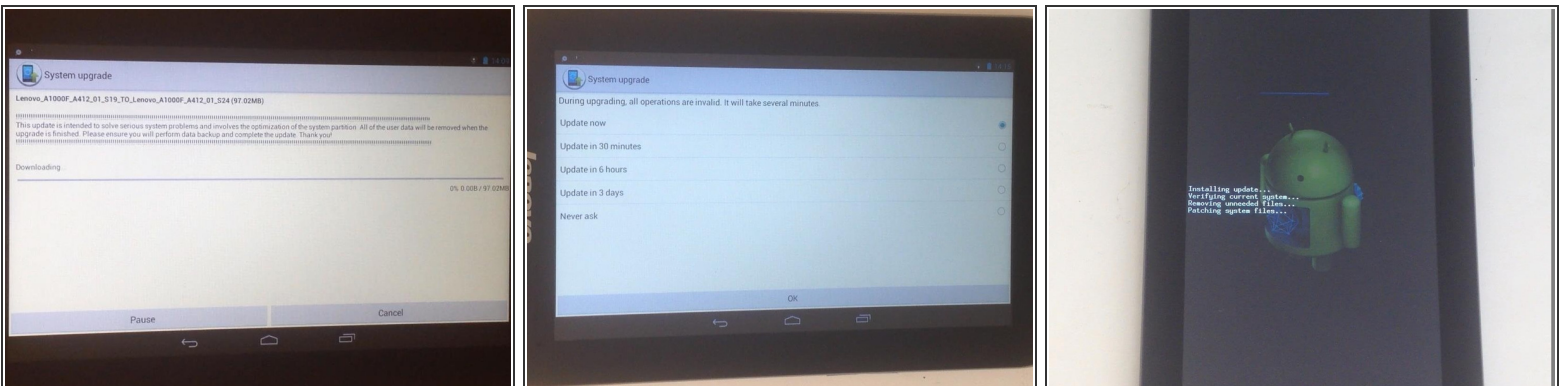 14:09
System upgrade
Lenovo_A1000F_A412_01_S19_TO_Lenovo_A1000F_A412_01_S24 (97.02MB)
This update is intended to solve serious system problems and involves the optimization of the system partition. All of the user data will be removed when the
upgrade is finished. Please ensure you will perform data backup and complete the update. Thank you!
Downloading
0% 0.00B / 97.02MB
Pause
Cancel
System upgrade
During upgrading, all operations are invalid. It will take several minutes.
Update now
Update in 30 minutes
Update in 6 hours
Update in 3 days
Never ask
OK
lenovo
Installing update...
Verifying current system...
Removing unneeded files...
Patching system files...